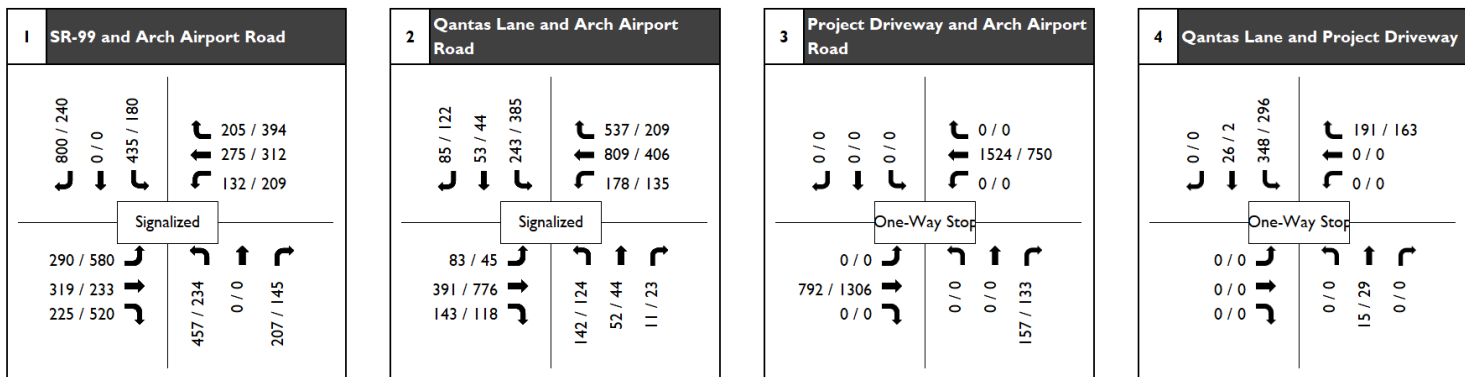 1 SR-99 and Arch Airport Road
800 / 240
0 / 0
435 / 180
205 / 394
275 / 312
132 / 209
Signalized
290 / 580
319 / 233
225 / 520
457 / 234
0 / 0
207 / 145
2 Qantas Lane and Arch Airport
Road
85 / 122
53 / 44
243 / 385
537 / 209
809 / 406
178 / 135
Signalized
83 / 45
391 / 776
143 / 118
142 / 124
52 / 44
11 / 23
3 Project Driveway and Arch Airport
Road
0 / 0
0 / 0
0 / 0
0 / 0
1524 / 750
0 / 0
One-Way Stop
0 / 0
792 / 1306
0 / 0
0 / 0
0 / 0
157 / 133
4 Qantas Lane and Project Driveway
0 / 0
26 / 2
348 / 296
191 / 163
0 / 0
0 / 0
One-Way Stop
0 / 0
0 / 0
0 / 0
0 / 0
15 / 29
0 / 0